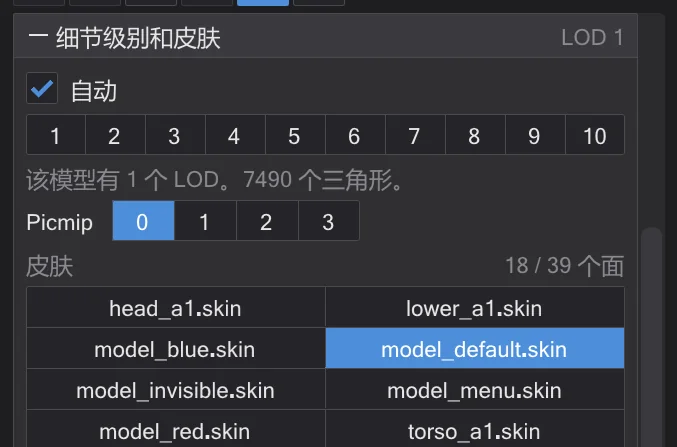 一 细节级别和皮肤 LOD 1
自动
1 2 3 4 5 6 7 8 9 10
该模型有 1 个 LOD。7490 个三角形。
Picmip 0 1 2 3
皮肤 18 / 39 个面
head_a1.skin lower_a1.skin
model_blue.skin model_default.skin
model_invisible.skin model_menu.skin
model_red.skin torso_a1.skin